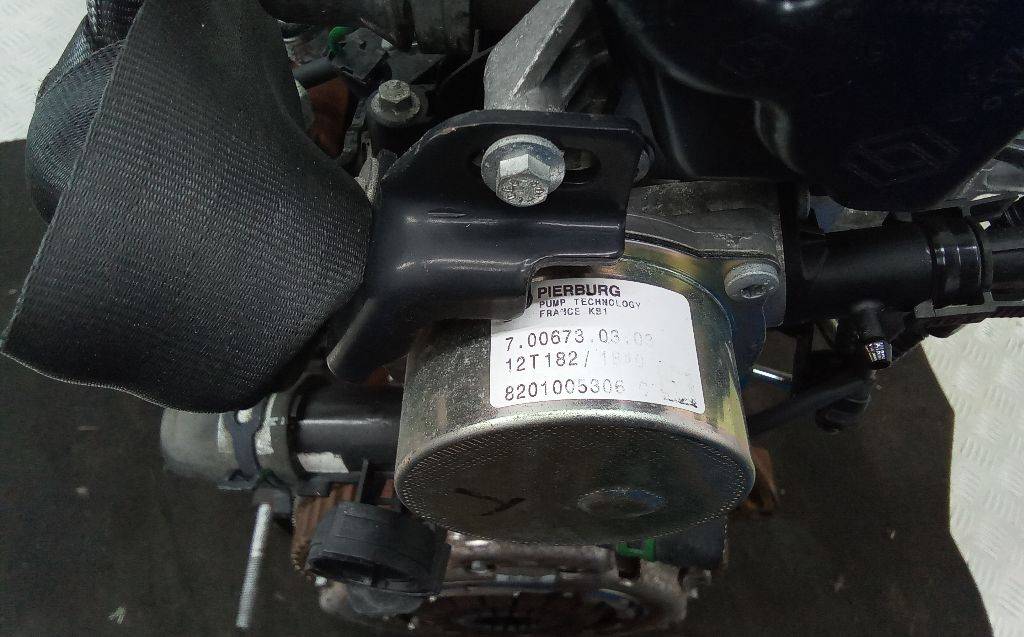 PIERBURG
PUMP TECHNOLOGY
FRANCE KB1
7.00673.03.0
12T182/
8201005306